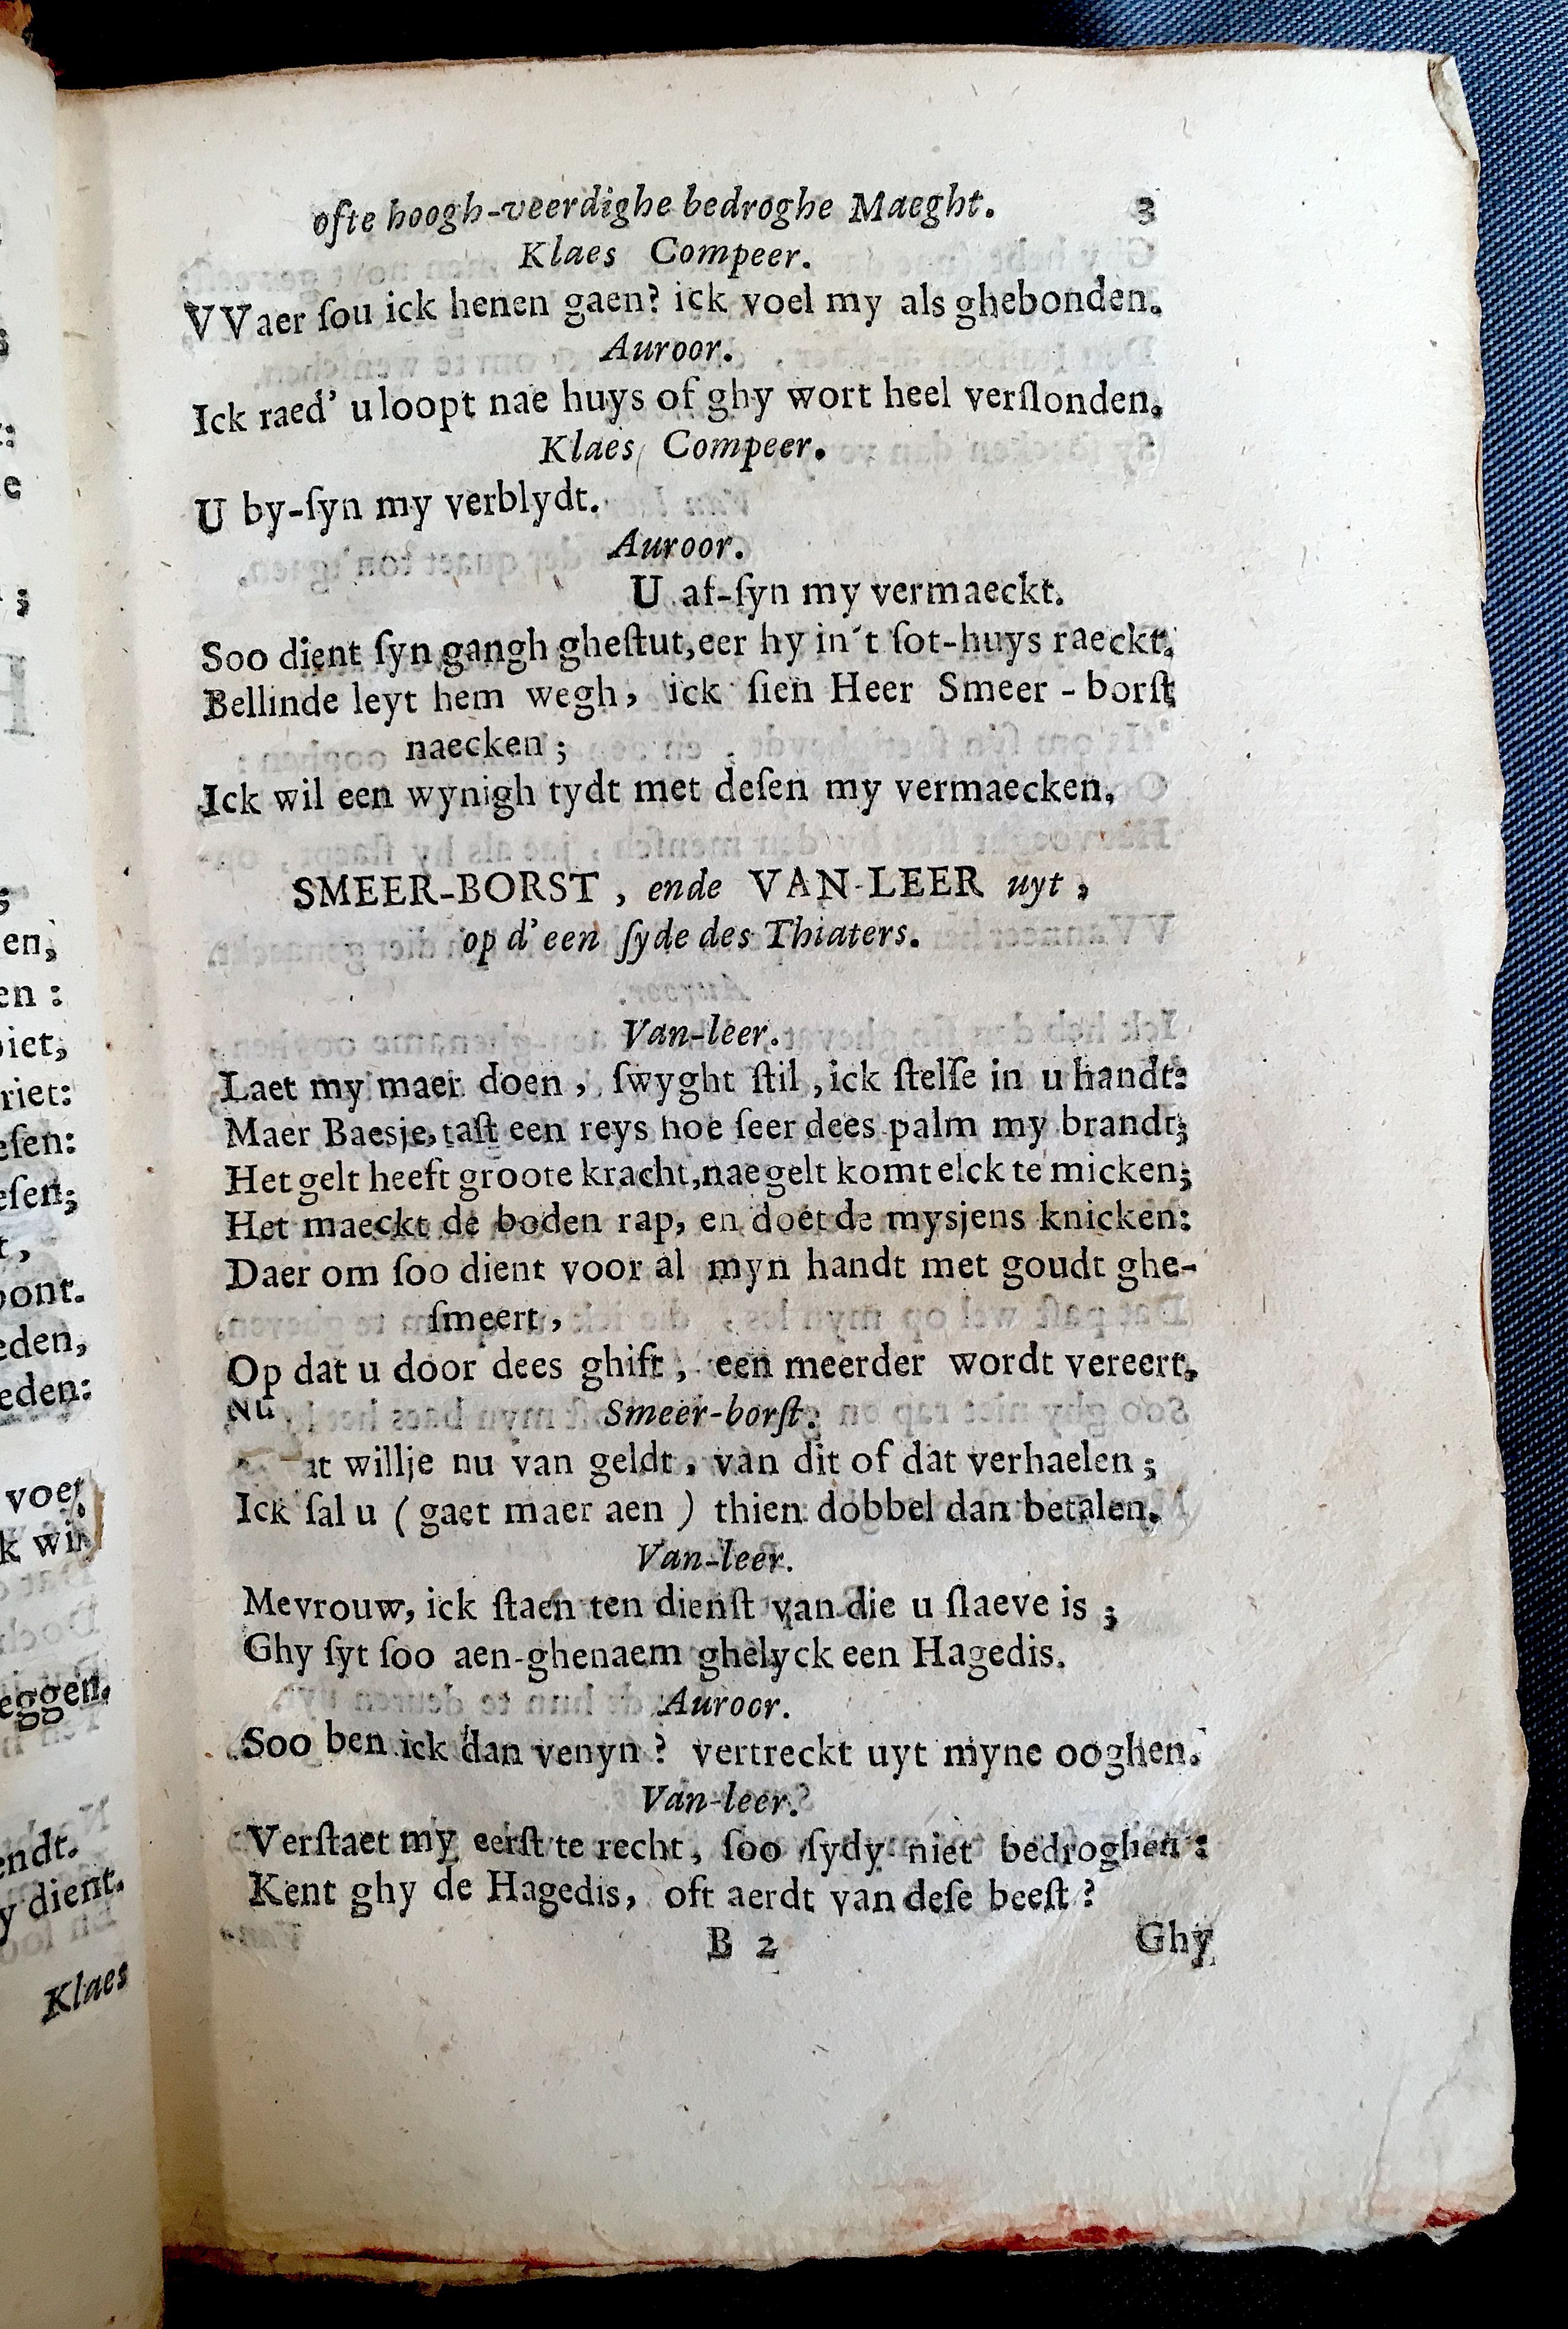 ofte hoogh-veerdighe bedroghe Maeght. 3
Klaes Compeer.
VVaer ſou ick henen gaen? ick voel my als ghebonden.
Auroor.
Ick raed' u loopt nae huys of ghy wort heel verſlonden.
Klaes Compeer.
U by-ſyn my verblydt.
Auroor.
U af-ſyn my vermaeckt.
Soo dient ſyn gangh gheſtut, eer hy in't ſot-huys raeckt.
Bellinde leyt hem wegh, ick ſien Heer Smeer-borſt
naecken;
Ick wil een wynigh tydt met deſen my vermaecken.
SMEER-BORST, ende VAN-LEER uyt,
op d'een ſyde des Thiaters.
Van-leer.
Laet my maer doen, ſwyght ſtil, ick ſtelſe in u handt:
Maer Baesje, taſt een reys hoe ſeer dees palm my brandt;
Het gelt heeft groote kracht, nae gelt komt elck te micken;
Het maeckt de boden rap, en doet de mysjens knicken:
Daer om ſoo dient voor al myn handt met goudt ghe-
ſmeert,
Op dat u door dees ghift, een meerder wordt vereert.
Nu Smeer-borſt.
willje nu van geldt, van dit of dat verhaelen;
Ick ſal u (gaet maer aen) thien dobbel dan betalen.
Van-leer.
Mevrouw, ick ſtaen ten dienſt van die u ſlaeve is;
Ghy ſyt ſoo aen-ghenaem ghelyck een Hagedis.
Auroor.
Soo ben ick dan venyn? vertreckt uyt myne ooghen.
Van-leer.
Verſtaet my eerſt te recht, ſoo ſydy niet bedroghen:
Kent ghy de Hagedis, oft aerdt van deſe beeſt?
B 2 Ghy